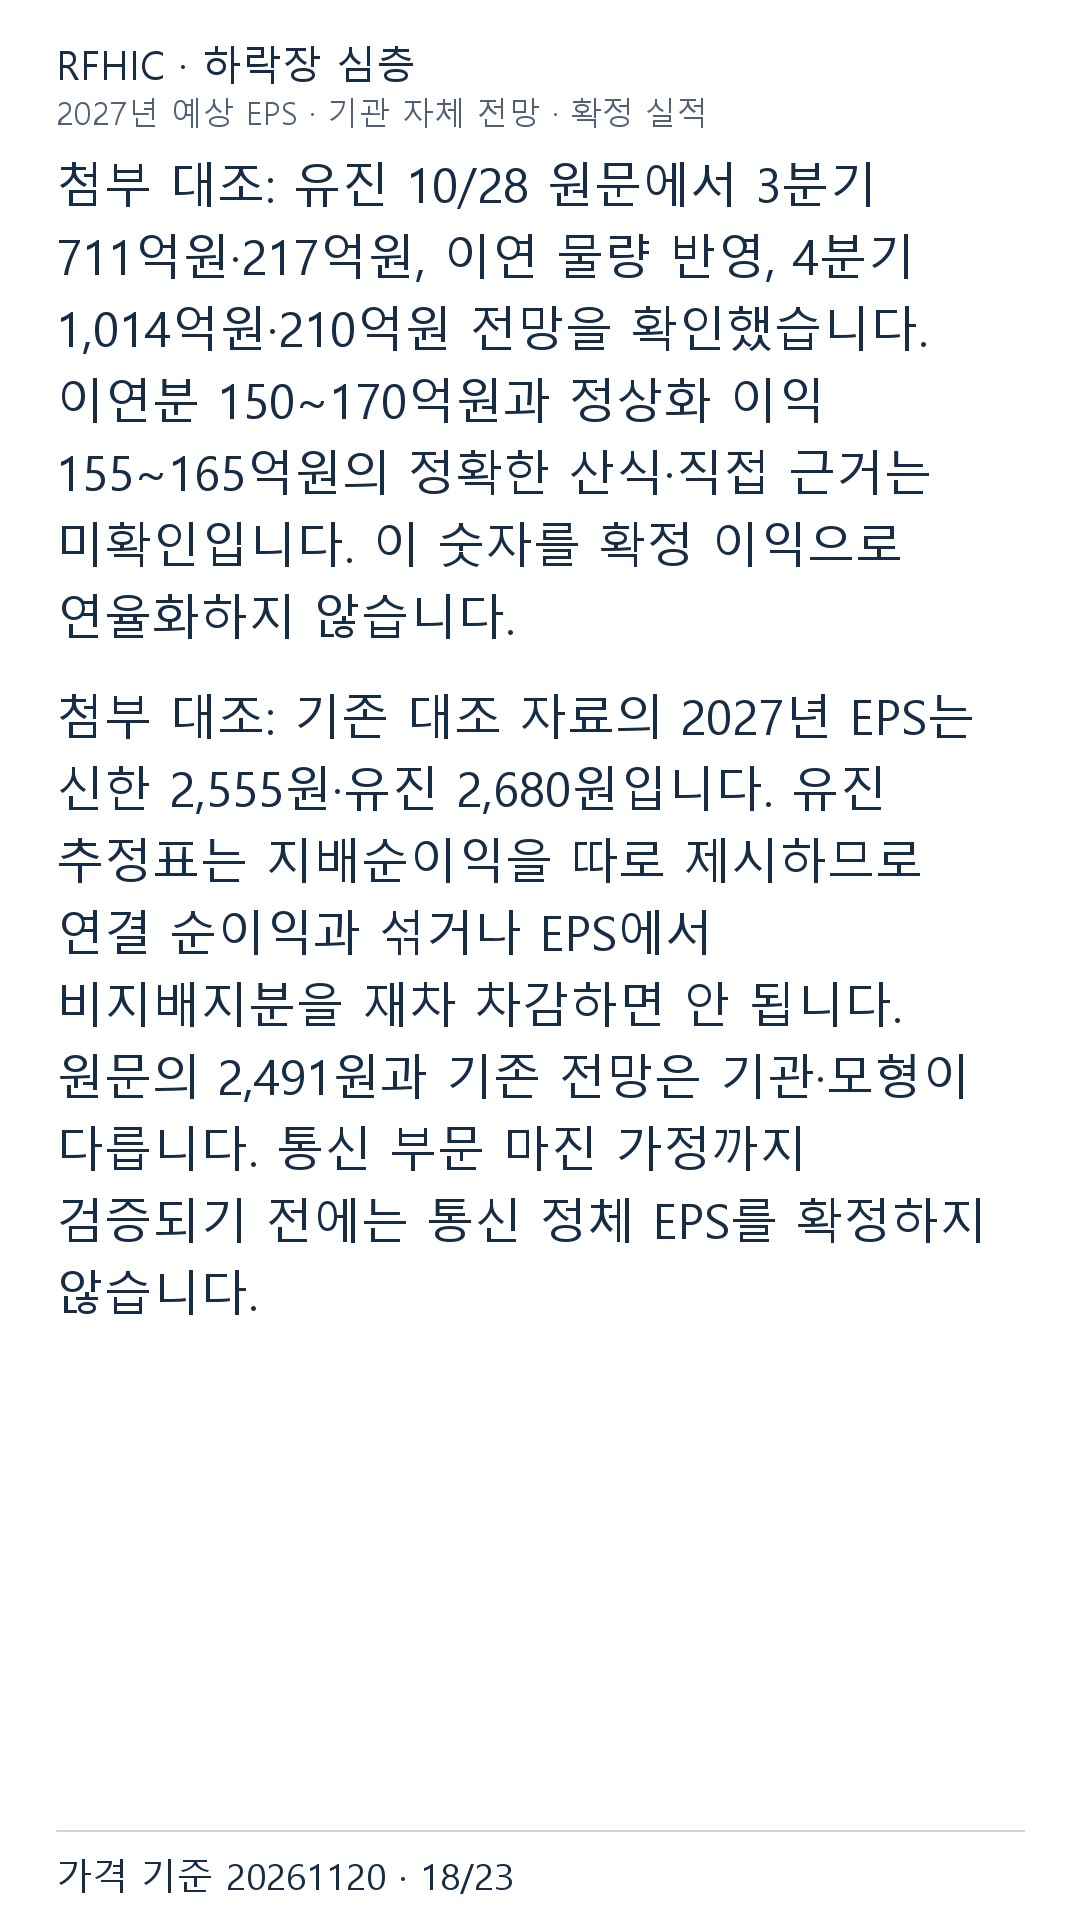 RFHIC · 하락장 심층
2027년 예상 EPS · 기관 자체 전망 · 확정 실적
첨부 대조: 유진 10/28 원문에서 3분기
711억원·217억원, 이연 물량 반영, 4분기
1,014억원·210억원 전망을 확인했습니다.
이연분 150~170억원과 정상화 이익
155~165억원의 정확한 산식·직접 근거는
미확인입니다. 이 숫자를 확정 이익으로
연율화하지 않습니다.
첨부 대조: 기존 대조 자료의 2027년 EPS는
신한 2,555원·유진 2,680원입니다. 유진
추정표는 지배순이익을 따로 제시하므로
연결 순이익과 섞거나 EPS에서
비지배지분을 재차 차감하면 안 됩니다.
원문의 2,491원과 기존 전망은 기관·모형이
다릅니다. 통신 부문 마진 가정까지
검증되기 전에는 통신 정체 EPS를 확정하지
않습니다.
가격 기준 20261120 · 18/23